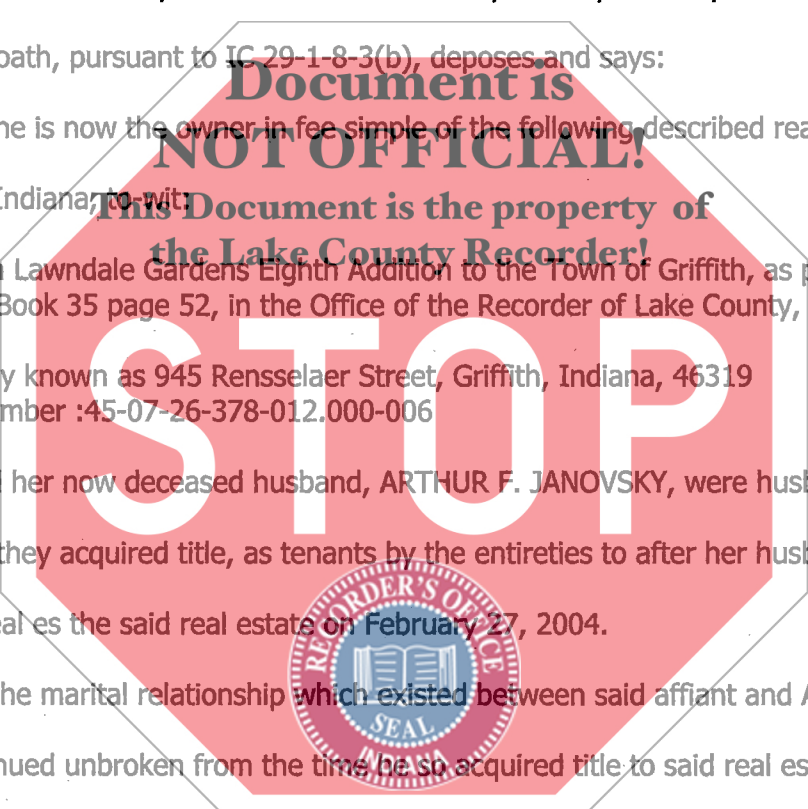 oath, pursuant to IC 29-1-8-3(b), deposes and says:
Document is
he is now the owner in fee simple of the following described rea
NOT OFFICIAL!
Indiana, to-wit:
This Document is the property of
the Lake County Recorder!
Lawndale Gardens Eighth Addition to the Town of Griffith, as p
Book 35 page 52, in the Office of the Recorder of Lake County,
STOP
y known as 945 Rensselaer Street, Griffith, Indiana, 46319
mber :45-07-26-378-012.000-006
her now deceased husband, ARTHUR F. JANOVSKY, were husb
they acquired title, as tenants by the entireties to after her husb
RECORDER'S OFFICE
eal es the said real estate on February 27, 2004.
he marital relationship which existed between said affiant and A
SEAL
INDIANA
nued unbroken from the time he so acquired title to said real es